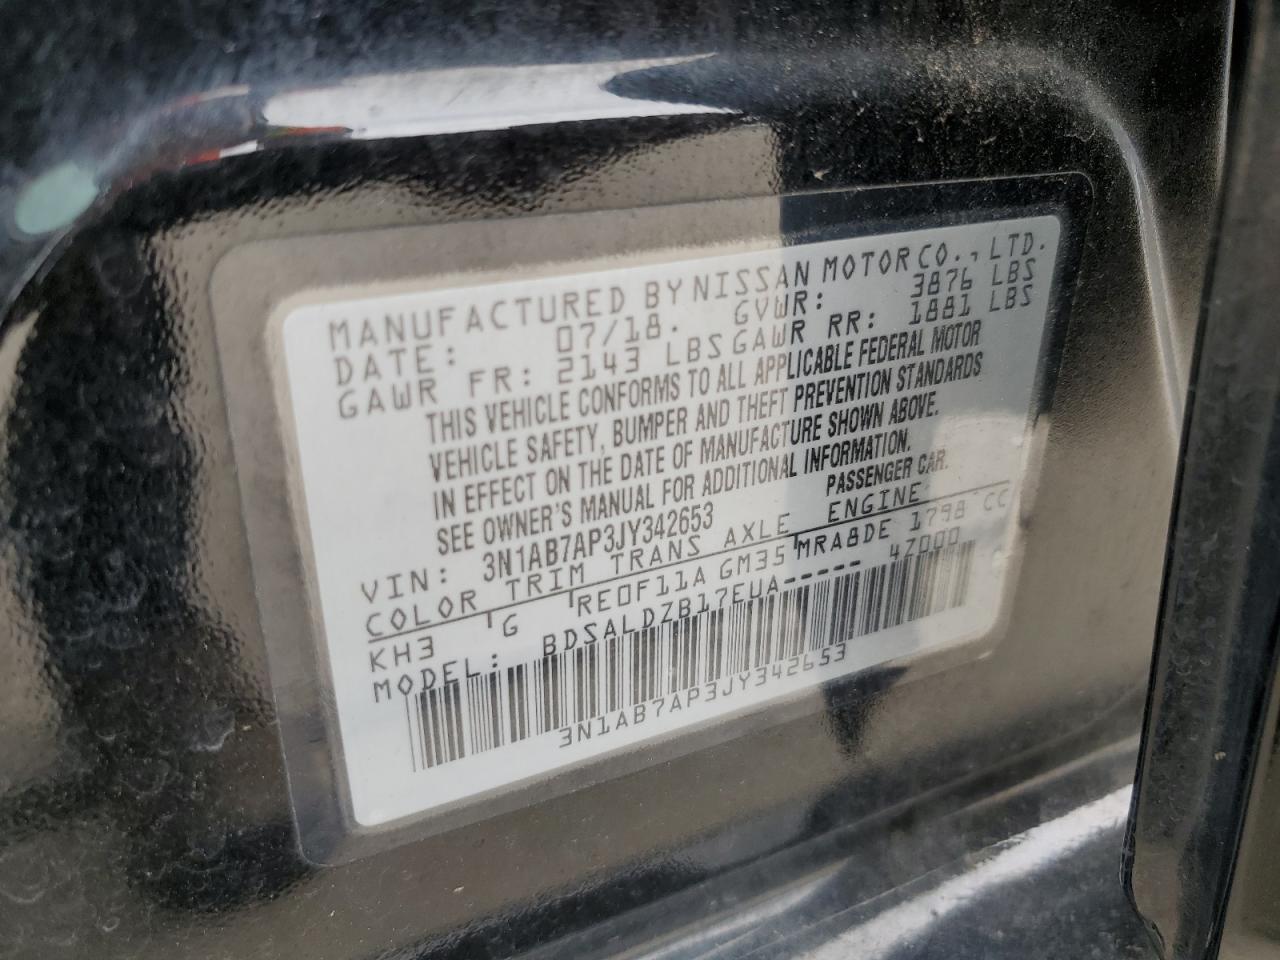 MANUFACTURED BY NISSAN MOTOR CO., LTD.
DATE: 07/18. GVWR: 3876 LBS
GAWR FR: 2143 LBS GAWR RR: 1881 LBS
THIS VEHICLE CONFORMS TO ALL APPLICABLE FEDERAL MOTOR
VEHICLE SAFETY, BUMPER AND THEFT PREVENTION STANDARDS
IN EFFECT ON THE DATE OF MANUFACTURE SHOWN ABOVE.
SEE OWNER'S MANUAL FOR ADDITIONAL INFORMATION.
VIN: 3N1AB7AP3JY342653 PASSENGER CAR.
COLOR TRIM TRANS AXLE ENGINE
KH3 G RE0F11A GM35 MRA8DE 1798 CC
MODEL: BDSALDZB17EUA----- 47000
3N1AB7AP3JY342653